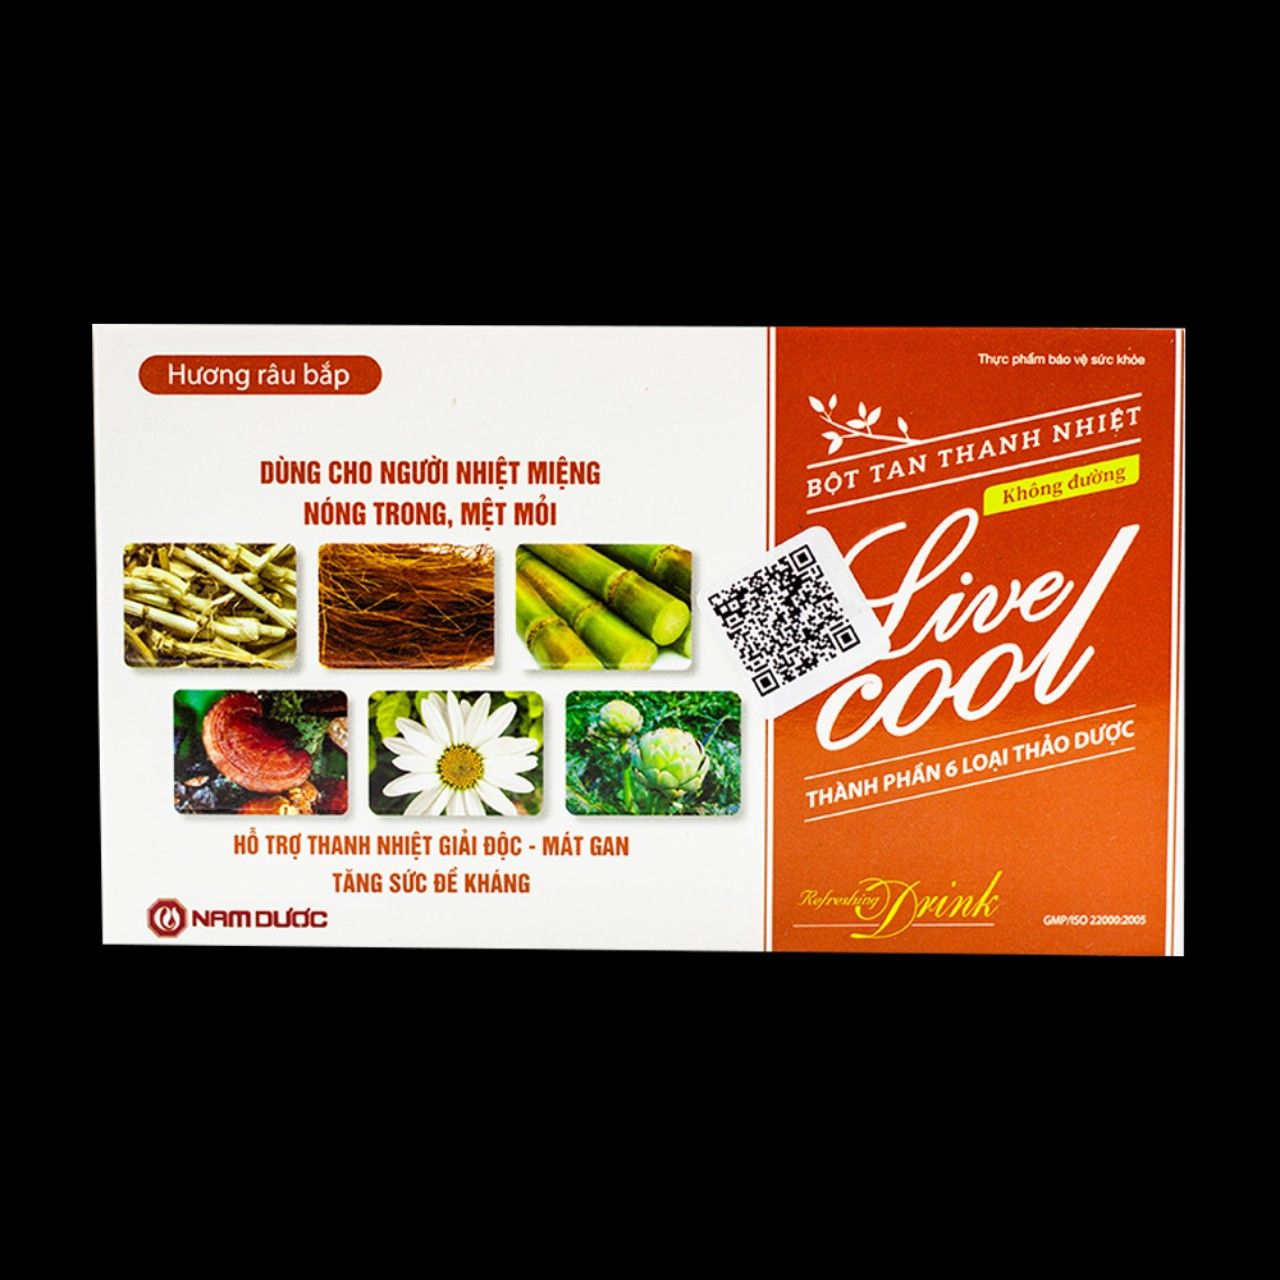 Hương râu bắp
DÙNG CHO NGƯỜI NHIỆT MIỆNG
NÓNG TRONG, MỆT MỎI
HỖ TRỢ THANH NHIỆT GIẢI ĐỘC - MÁT GAN
TĂNG SỨC ĐỀ KHÁNG
NAM DƯỢC
Thực phẩm bảo vệ sức khỏe
BỘT TAN THANH NHIỆT
Không đường
Live
cool
THÀNH PHẦN 6 LOẠI THẢO DƯỢC
Refreshing Drink
GMP/ISO 22000:2005